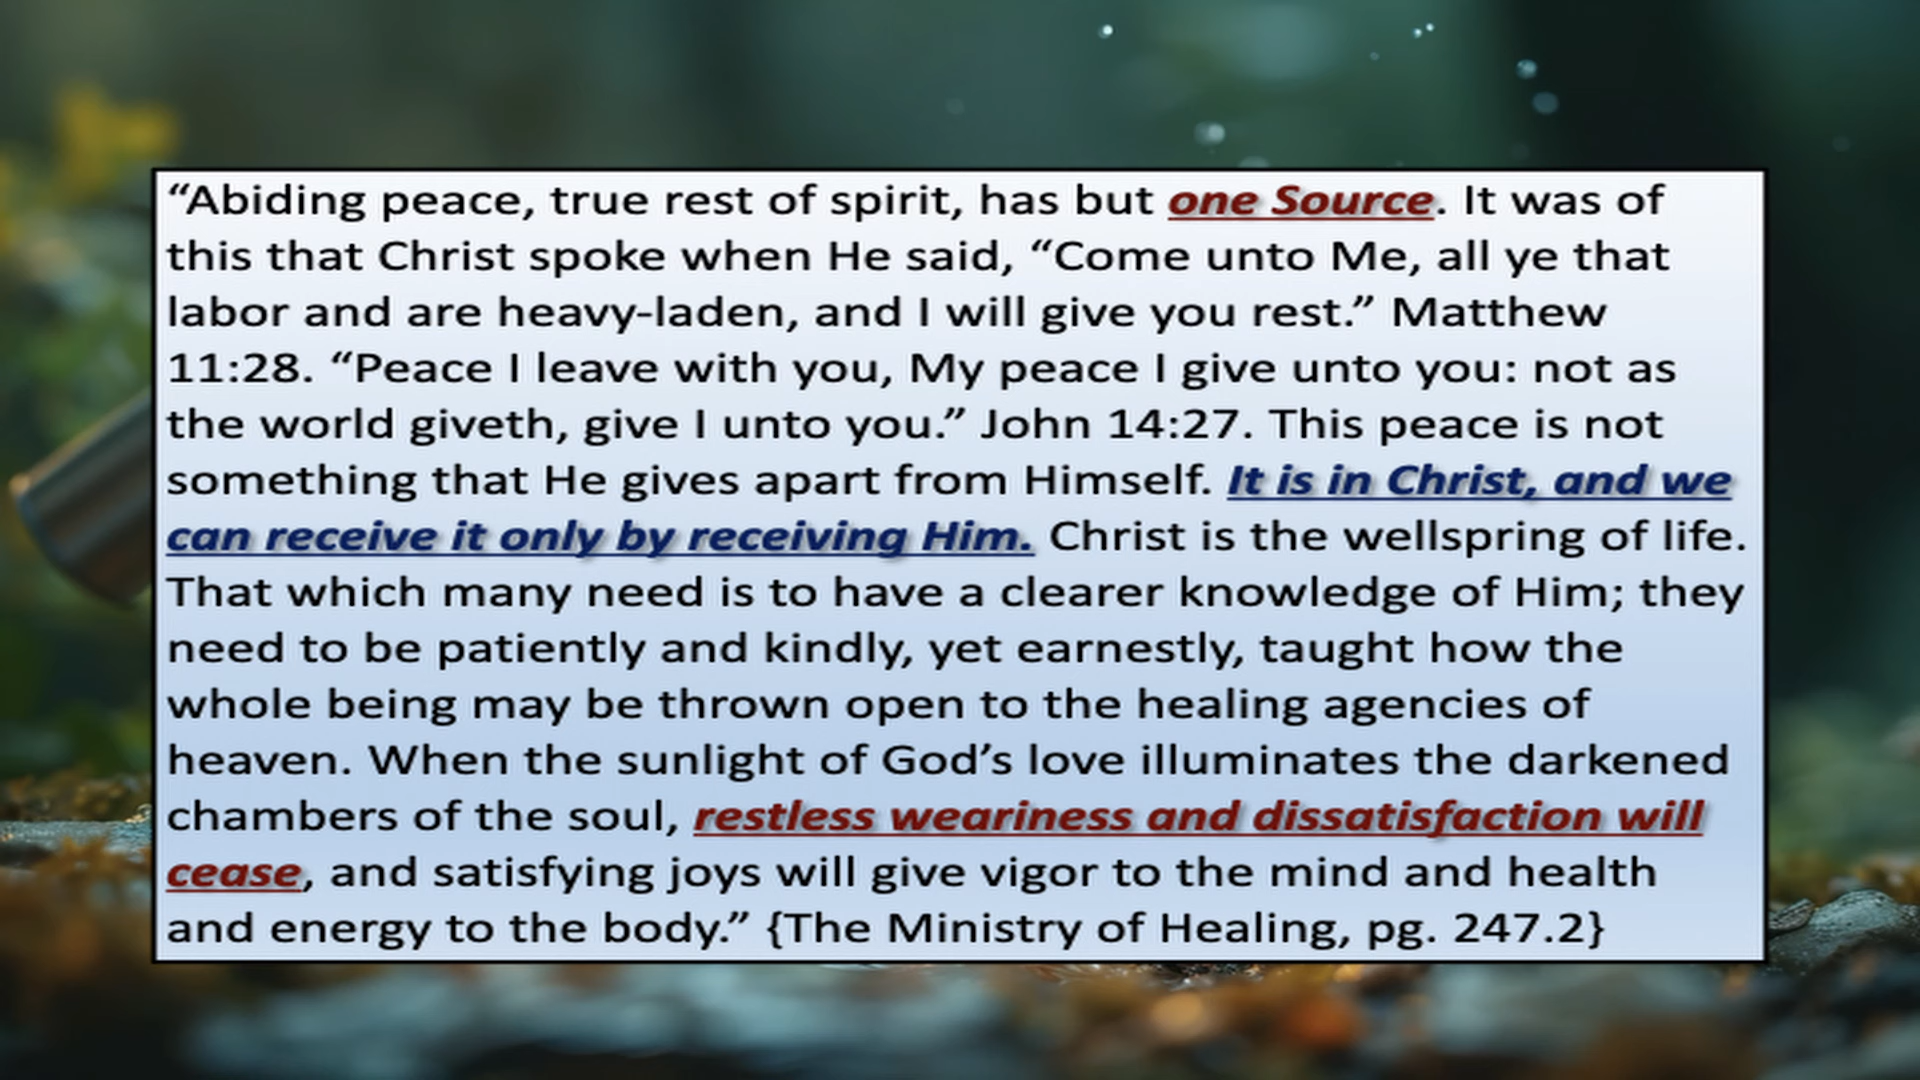 “Abiding peace, true rest of spirit, has but one Source. It was of
this that Christ spoke when He said, “Come unto Me, all ye that
labor and are heavy-laden, and I will give you rest.” Matthew
11:28. “Peace I leave with you, My peace I give unto you: not as
the world giveth, give I unto you.” John 14:27. This peace is not
something that He gives apart from Himself. It is in Christ, and we
can receive it only by receiving Him. Christ is the wellspring of life.
That which many need is to have a clearer knowledge of Him; they
need to be patiently and kindly, yet earnestly, taught how the
whole being may be thrown open to the healing agencies of
heaven. When the sunlight of God’s love illuminates the darkened
chambers of the soul, restless weariness and dissatisfaction will
cease, and satisfying joys will give vigor to the mind and health
and energy to the body.” {The Ministry of Healing, pg. 247.2}